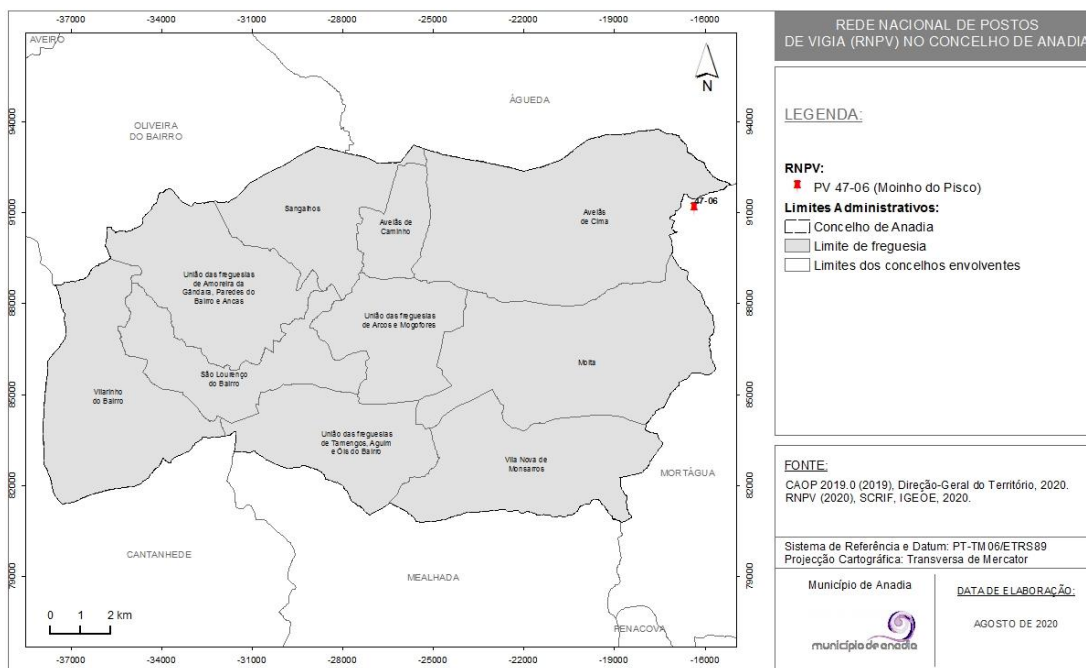 -37000 -34000 -31000 -28000 -25000 -22000 -19000 -16000
AVEIRO
N
ÁGUEDA
94000 94000
OLIVEIRA
DO BAIRRO
47-06
Sangalhos
91000 91000
Avelãs
de Cima
Avelãs de
Caminho
União das freguesias
de Amoreira da
Gândara, Paredes do
Bairro e Ancas
88000 88000
União das freguesias
de Arcos e Mogofores
Moita
São Lourenço
do Bairro
Vilarinho
do Bairro
85000 85000
União das freguesias
de Tamengos, Aguim
e Óis do Bairro
Vila Nova de
Monsarros
MORTÁGUA
82000 82000
CANTANHEDE
MEALHADA
79000 79000
0 1 2 km
PENACOVA
-37000 -34000 -31000 -28000 -25000 -22000 -19000 -16000
REDE NACIONAL DE POSTOS
DE VIGIA (RNPV) NO CONCELHO DE ANADIA
LEGENDA:
RNPV:
PV 47-06 (Moinho do Pisco)
Limites Administrativos:
Concelho de Anadia
Limite de freguesia
Limites dos concelhos envolventes
FONTE:
CAOP 2019.0 (2019), Direção-Geral do Território, 2020.
RNPV (2020), SCRIF, IGEOE, 2020.
Sistema de Referência e Datum: PT-TM06/ETRS89
Projecção Cartográfica: Transversa de Mercator
Município de Anadia
município de anadia
DATA DE ELABORAÇÃO:
AGOSTO DE 2020